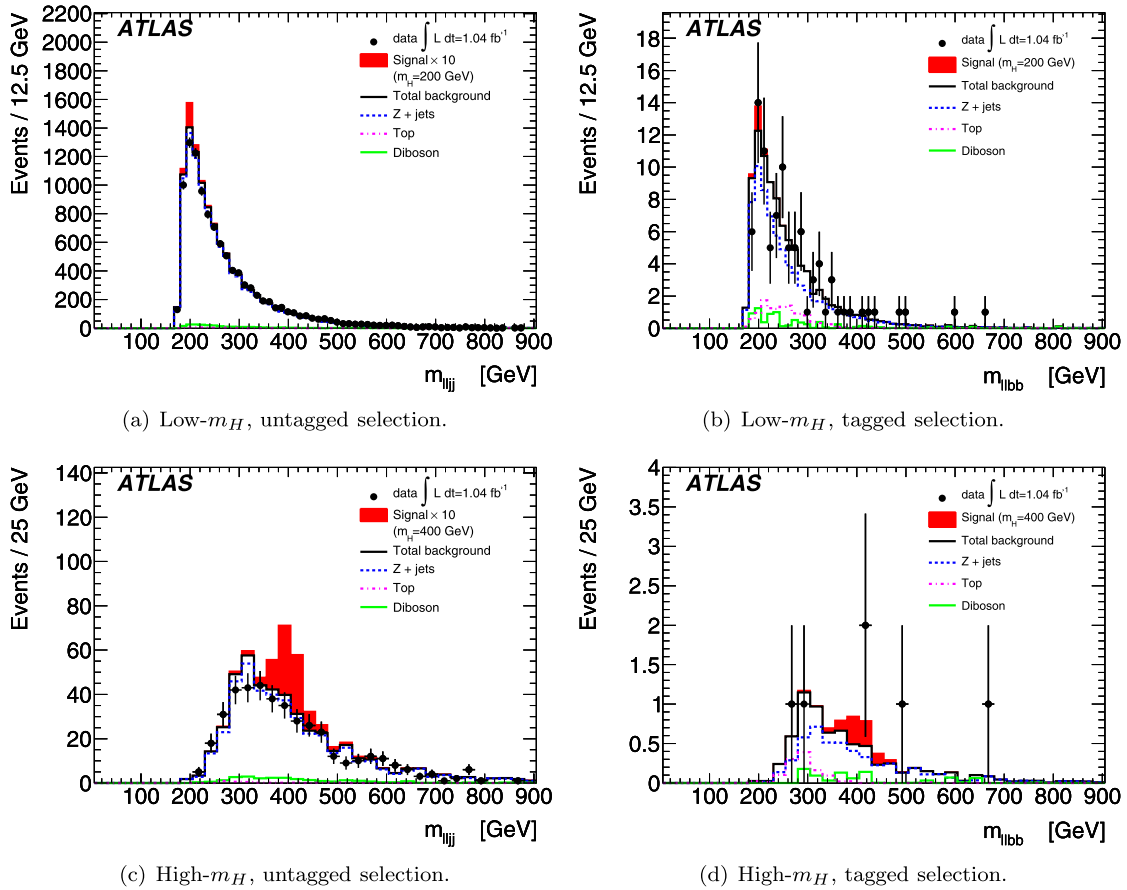 ATLAS
data ∫ L dt=1.04 fb⁻¹
Signal × 10
(m_H=200 GeV)
Total background
Z + jets
Top
Diboson
Events / 12.5 GeV
2200
2000
1800
1600
1400
1200
1000
800
600
400
200
0
100 200 300 400 500 600 700 800 900
m_lljj [GeV]
(a) Low-m_H, untagged selection.
ATLAS
data ∫ L dt=1.04 fb⁻¹
Signal (m_H=200 GeV)
Total background
Z + jets
Top
Diboson
Events / 12.5 GeV
16
14
12
10
8
6
4
2
0
100 200 300 400 500 600 700 800 900
m_llbb [GeV]
(b) Low-m_H, tagged selection.
ATLAS
data ∫ L dt=1.04 fb⁻¹
Signal × 10
(m_H=400 GeV)
Total background
Z + jets
Top
Diboson
Events / 25 GeV
140
120
100
80
60
40
20
0
100 200 300 400 500 600 700 800 900
m_lljj [GeV]
(c) High-m_H, untagged selection.
ATLAS
data ∫ L dt=1.04 fb⁻¹
Signal (m_H=400 GeV)
Total background
Z + jets
Top
Diboson
Events / 25 GeV
4
3.5
3
2.5
2
1.5
1
0.5
0
100 200 300 400 500 600 700 800 900
m_llbb [GeV]
(d) High-m_H, tagged selection.